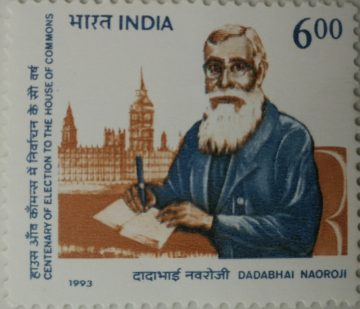 भारत INDIA
6.00
हाउस ऑव कॉमन्स में निर्वाचन के सौ वर्ष
CENTENARY OF ELECTION TO THE HOUSE OF COMMONS
1993
दादाभाई नवरोजी DADABHAI NAOROJI